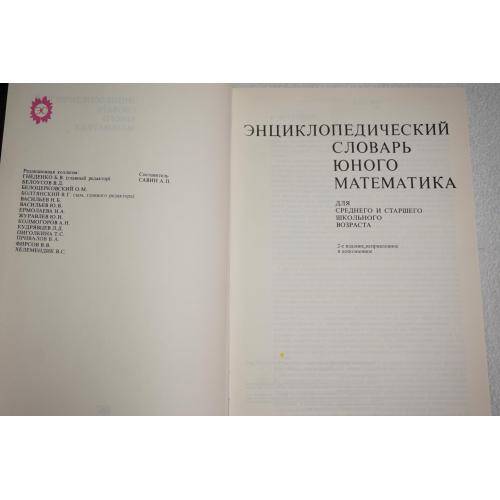 Редакционная коллегия:
ГНЕДЕНКО Б.В. (главный редактор)
БЕЛОУСОВ В.Д.
БЕЛОЦЕРКОВСКИЙ О.М.
БОЛТЯНСКИЙ В.Г. (зам. главного редактора)
ВАСИЛЬЕВ Н.Б.
ВАСИЛЬЕВ Ю.В.
ЕРМОЛАЕВА Н.А.
ЖУРАВЛЕВ Ю.И.
КОЛМОГОРОВ А.Н.
КУДРЯВЦЕВ Л.Д.
ПИГОЛКИНА Т.С.
ПРИВАЛОВ В.А.
ФИРСОВ В.В.
ХЕЛЕМЕНДИК В.С.
Составитель
САВИН А.П.
ЭНЦИКЛОПЕДИЧЕСКИЙ
СЛОВАРЬ
ЮНОГО
МАТЕМАТИКА
ДЛЯ
СРЕДНЕГО И СТАРШЕГО
ШКОЛЬНОГО
ВОЗРАСТА
2-е издание, исправленное
и дополненное